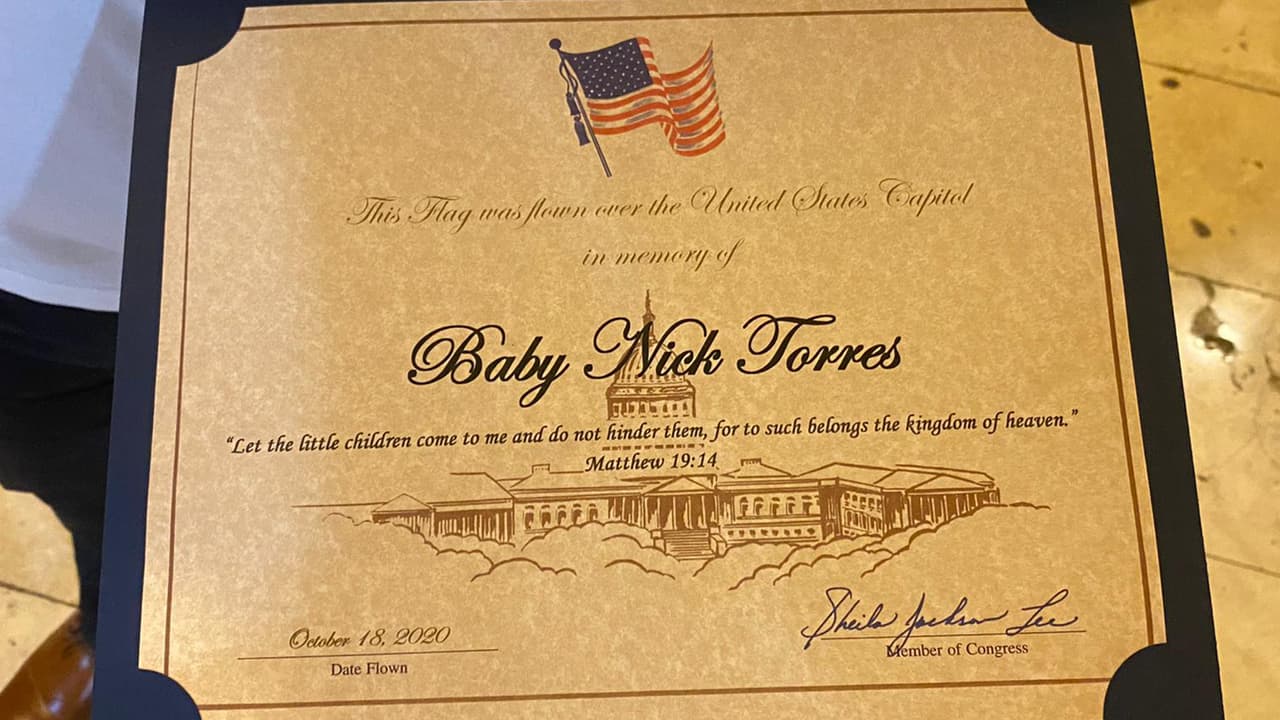 This Flag was flown over the United States Capitol
in memory of
Baby Nick Torres
“Let the little children come to me and do not hinder them, for to such belongs the kingdom of heaven.”
Matthew 19:14
Sheila Jackson Lee
October 18, 2020
Member of Congress
Date Flown